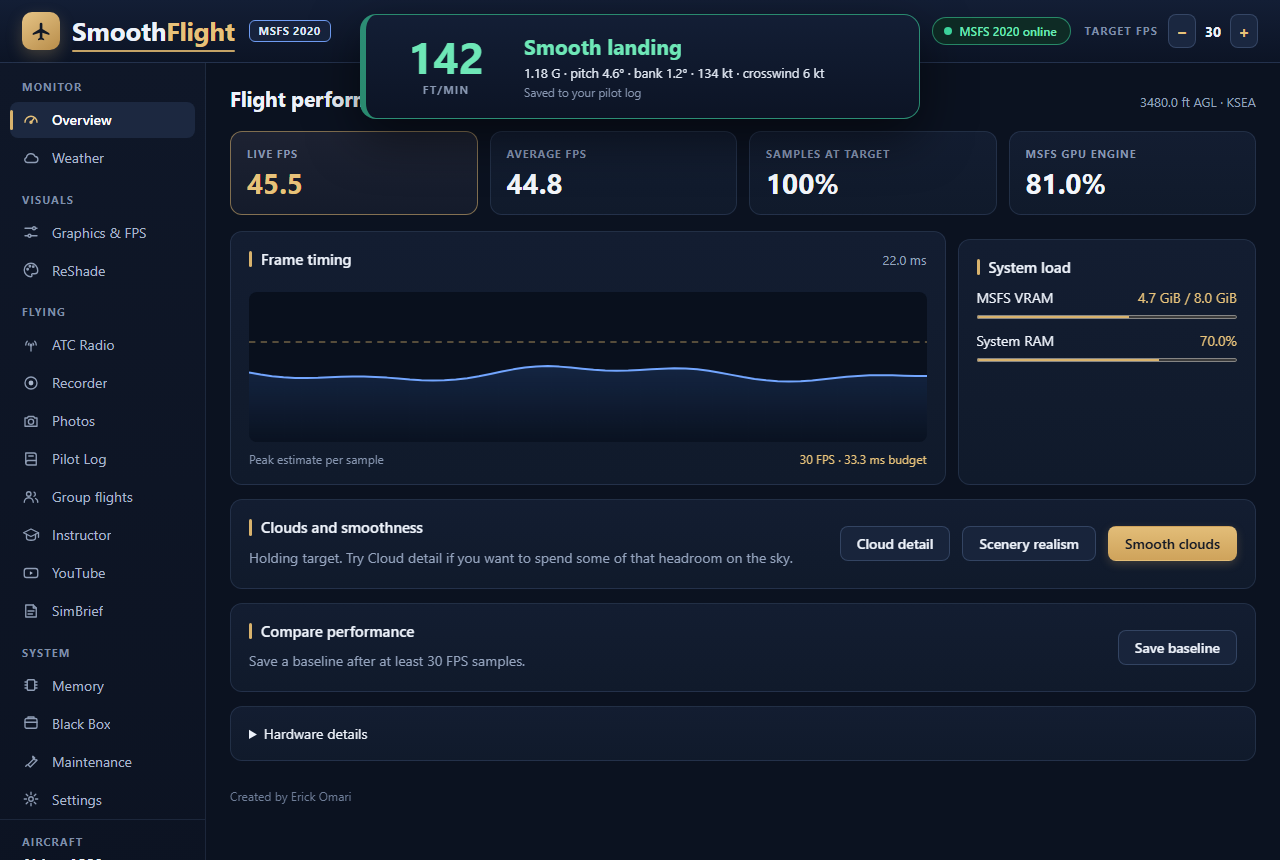 SmoothFlight
MSFS 2020
142
FT/MIN
Smooth landing
1.18 G · pitch 4.6° · bank 1.2° · 134 kt · crosswind 6 kt
Saved to your pilot log
MSFS 2020 online
TARGET FPS
−
30
+
MONITOR
Overview
Weather
VISUALS
Graphics & FPS
ReShade
FLYING
ATC Radio
Recorder
Photos
Pilot Log
Group flights
Instructor
YouTube
SimBrief
SYSTEM
Memory
Black Box
Maintenance
Settings
AIRCRAFT
Flight
3480.0 ft AGL · KSEA
LIVE FPS
45.5
AVERAGE FPS
44.8
SAMPLES AT TARGET
100%
MSFS GPU ENGINE
81.0%
Frame timing
22.0 ms
Peak estimate per sample
30 FPS · 33.3 ms budget
System load
MSFS VRAM
4.7 GiB / 8.0 GiB
System RAM
70.0%
Clouds and smoothness
Holding target. Try Cloud detail if you want to spend some of that headroom on the sky.
Cloud detail
Scenery realism
Smooth clouds
Compare performance
Save a baseline after at least 30 FPS samples.
Save baseline
Hardware details
Created by Erick Omari